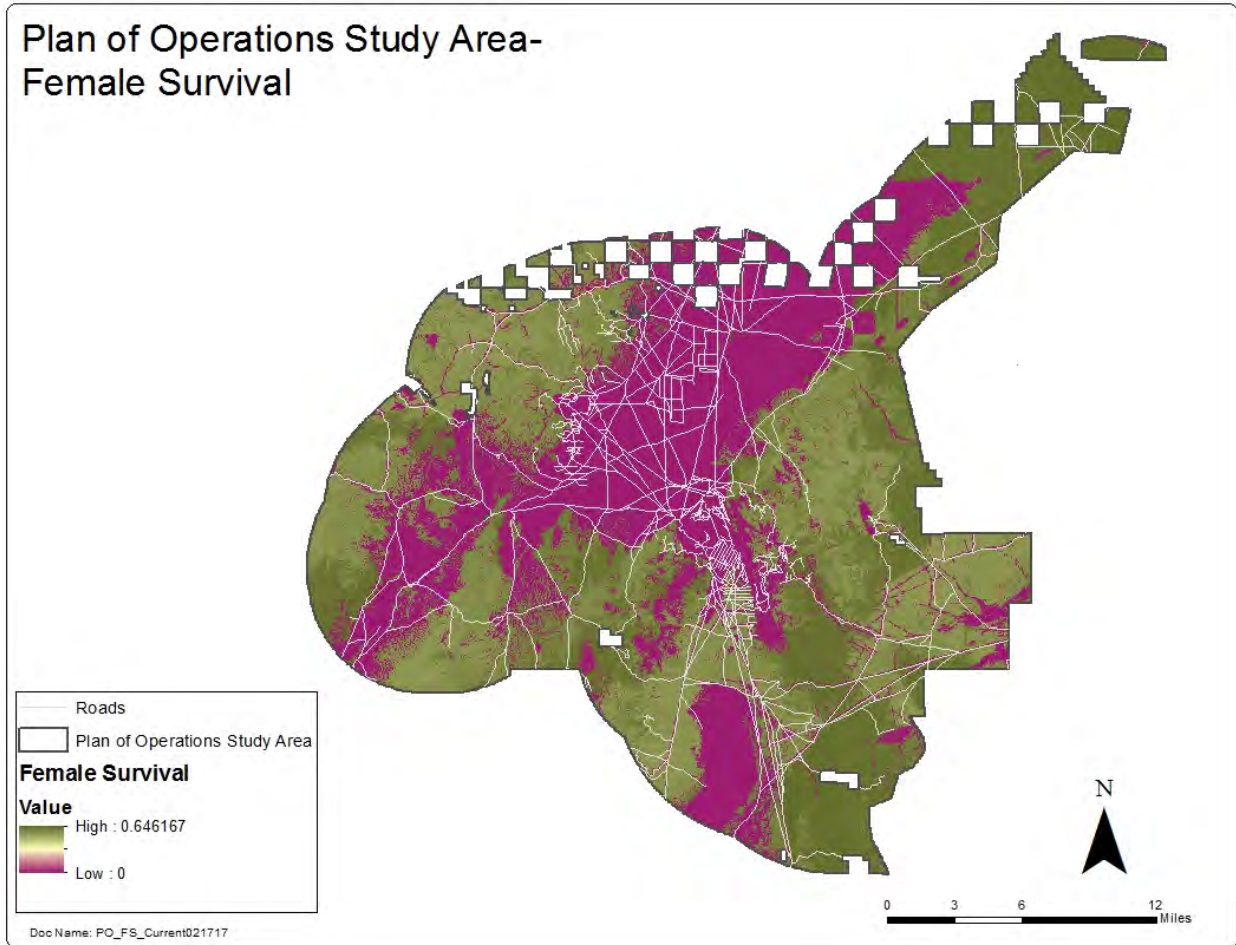 Plan of Operations Study Area-
Female Survival
Roads
Plan of Operations Study Area
Female Survival
Value
High : 0.646167
Low : 0
Doc Name: PO_FS_Current021717
N
0 3 6 12
Miles